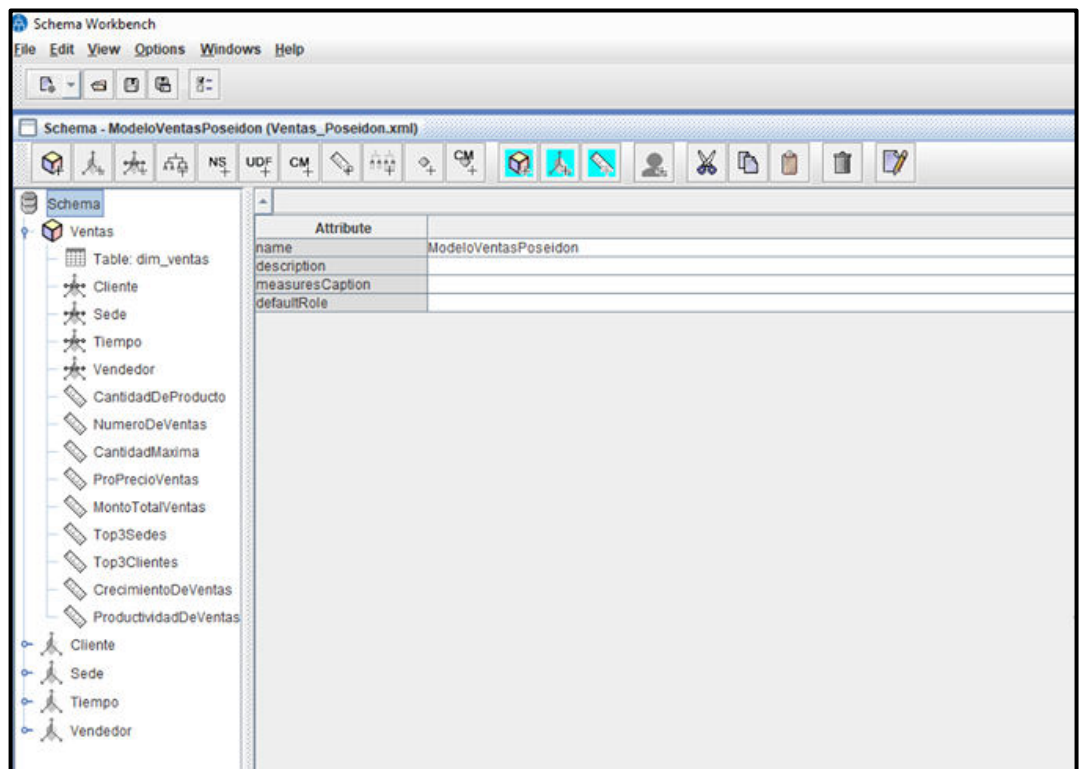 Schema Workbench
File Edit View Options Windows Help
Schema - ModeloVentasPoseidon (Ventas_Poseidon.xml)
NS UDF CM CM
Schema
Ventas
Table: dim_ventas
Cliente
Sede
Tiempo
Vendedor
CantidadDeProducto
NumeroDeVentas
CantidadMaxima
ProPrecioVentas
MontoTotalVentas
Top3Sedes
Top3Clientes
CrecimientoDeVentas
ProductividadDeVentas
Cliente
Sede
Tiempo
Vendedor
Attribute
name ModeloVentasPoseidon
description
measuresCaption
defaultRole